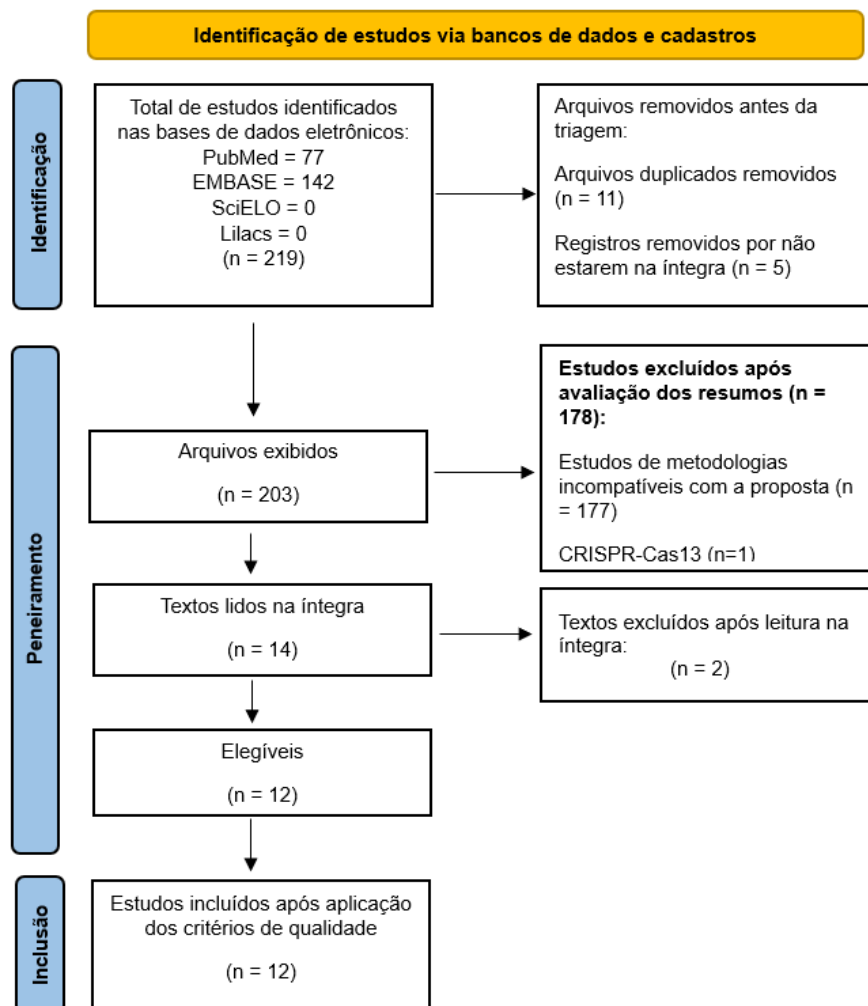 Identificação de estudos via bancos de dados e cadastros
Identificação
Total de estudos identificados
nas bases de dados eletrônicos:
PubMed = 77
EMBASE = 142
SciELO = 0
Lilacs = 0
(n = 219)
Arquivos removidos antes da
triagem:
Arquivos duplicados removidos
(n = 11)
Registros removidos por não
estarem na íntegra (n = 5)
Peneiramento
Arquivos exibidos
(n = 203)
Estudos excluídos após
avaliação dos resumos (n =
178):
Estudos de metodologias
incompatíveis com a proposta (n
= 177)
CRISPR-Cas13 (n=1)
Textos lidos na íntegra
(n = 14)
Textos excluídos após leitura na
íntegra:
(n = 2)
Elegíveis
(n = 12)
Inclusão
Estudos incluídos após aplicação
dos critérios de qualidade
(n = 12)